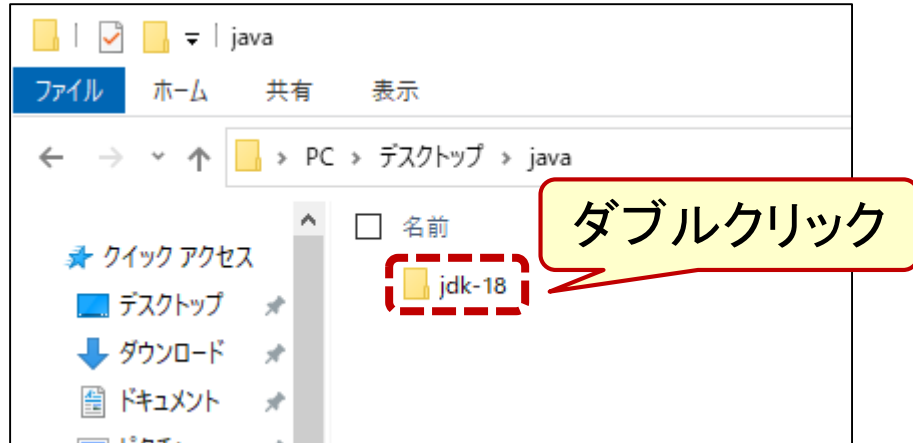 java
ファイル ホーム 共有 表示
PC > デスクトップ > java
名前
ダブルクリック
クイック アクセス
jdk-18
デスクトップ
ダウンロード
ドキュメント